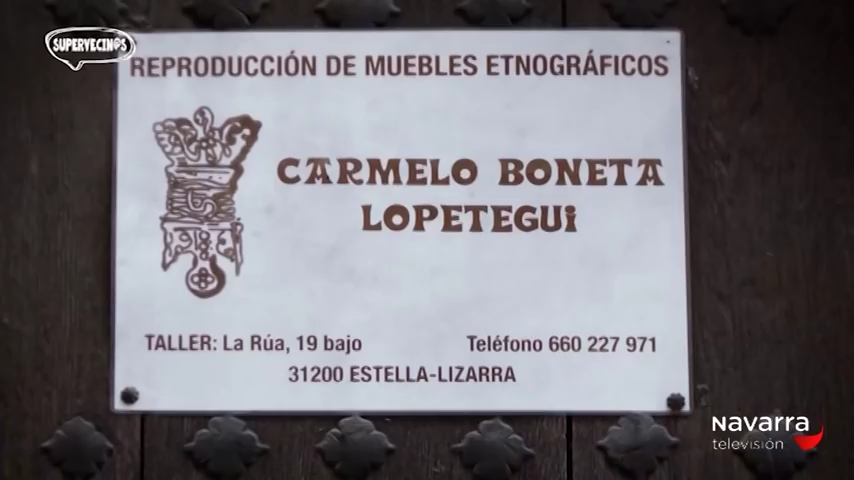 SUPERVECIN@S
REPRODUCCIÓN DE MUEBLES ETNOGRÁFICOS
CARMELO BONETA
LOPETEGUi
TALLER: La Rúa, 19 bajo
Teléfono 660 227 971
31200 ESTELLA-LIZARRA
navarra
televisión